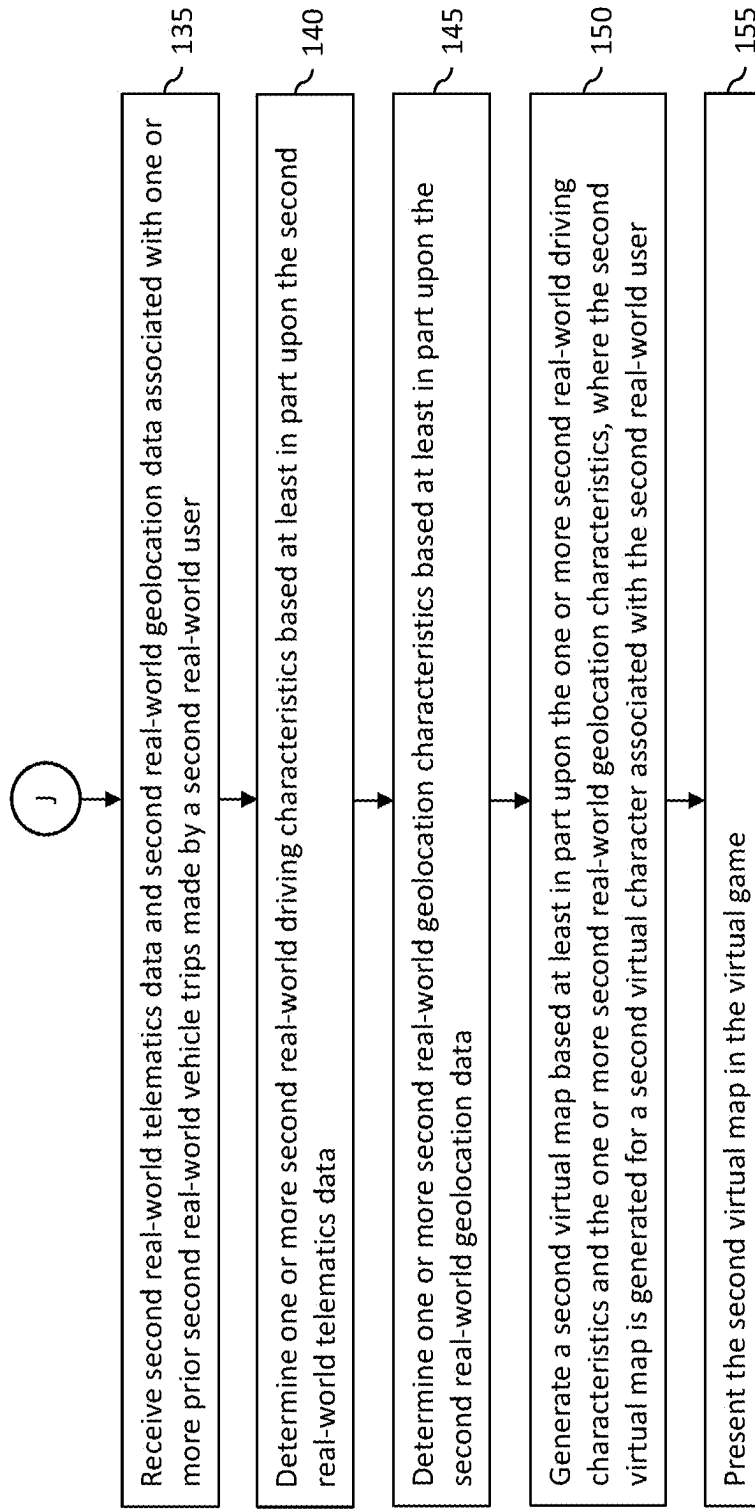 J
Receive second real-world telematics data and second real-world geolocation data associated with one or
more prior second real-world vehicle trips made by a second real-world user
135
Determine one or more second real-world driving characteristics based at least in part upon the second
real-world telematics data
140
Determine one or more second real-world geolocation characteristics based at least in part upon the
second real-world geolocation data
145
Generate a second virtual map based at least in part upon the one or more second real-world driving
characteristics and the one or more second real-world geolocation characteristics, where the second
virtual map is generated for a second virtual character associated with the second real-world user
150
Present the second virtual map in the virtual game
155